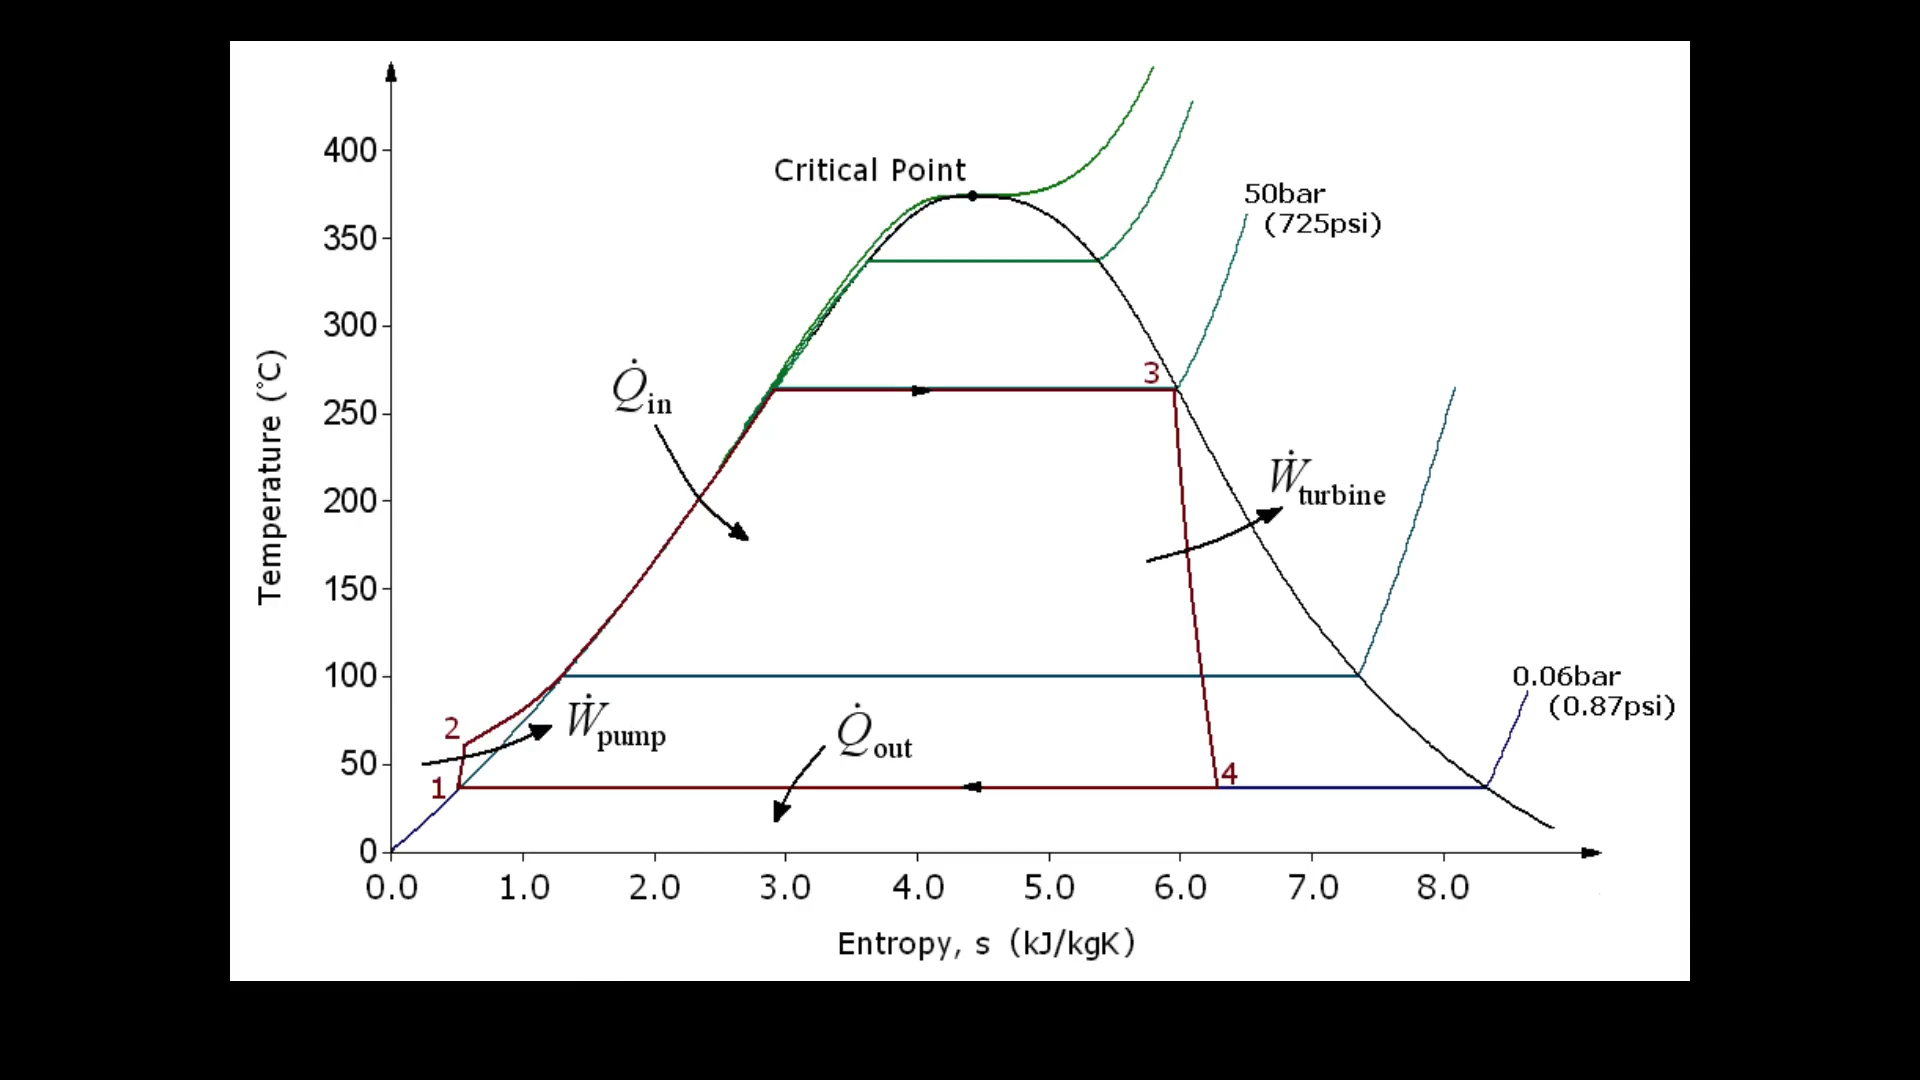 400
Critical Point
50bar
(725psi)
350
300
3
Q̇in
250
Ẇturbine
200
Temperature (°C)
150
100
0.06bar
(0.87psi)
2
Ẇpump
Q̇out
50
1
4
0
0.0 1.0 2.0 3.0 4.0 5.0 6.0 7.0 8.0
Entropy, s (kJ/kgK)